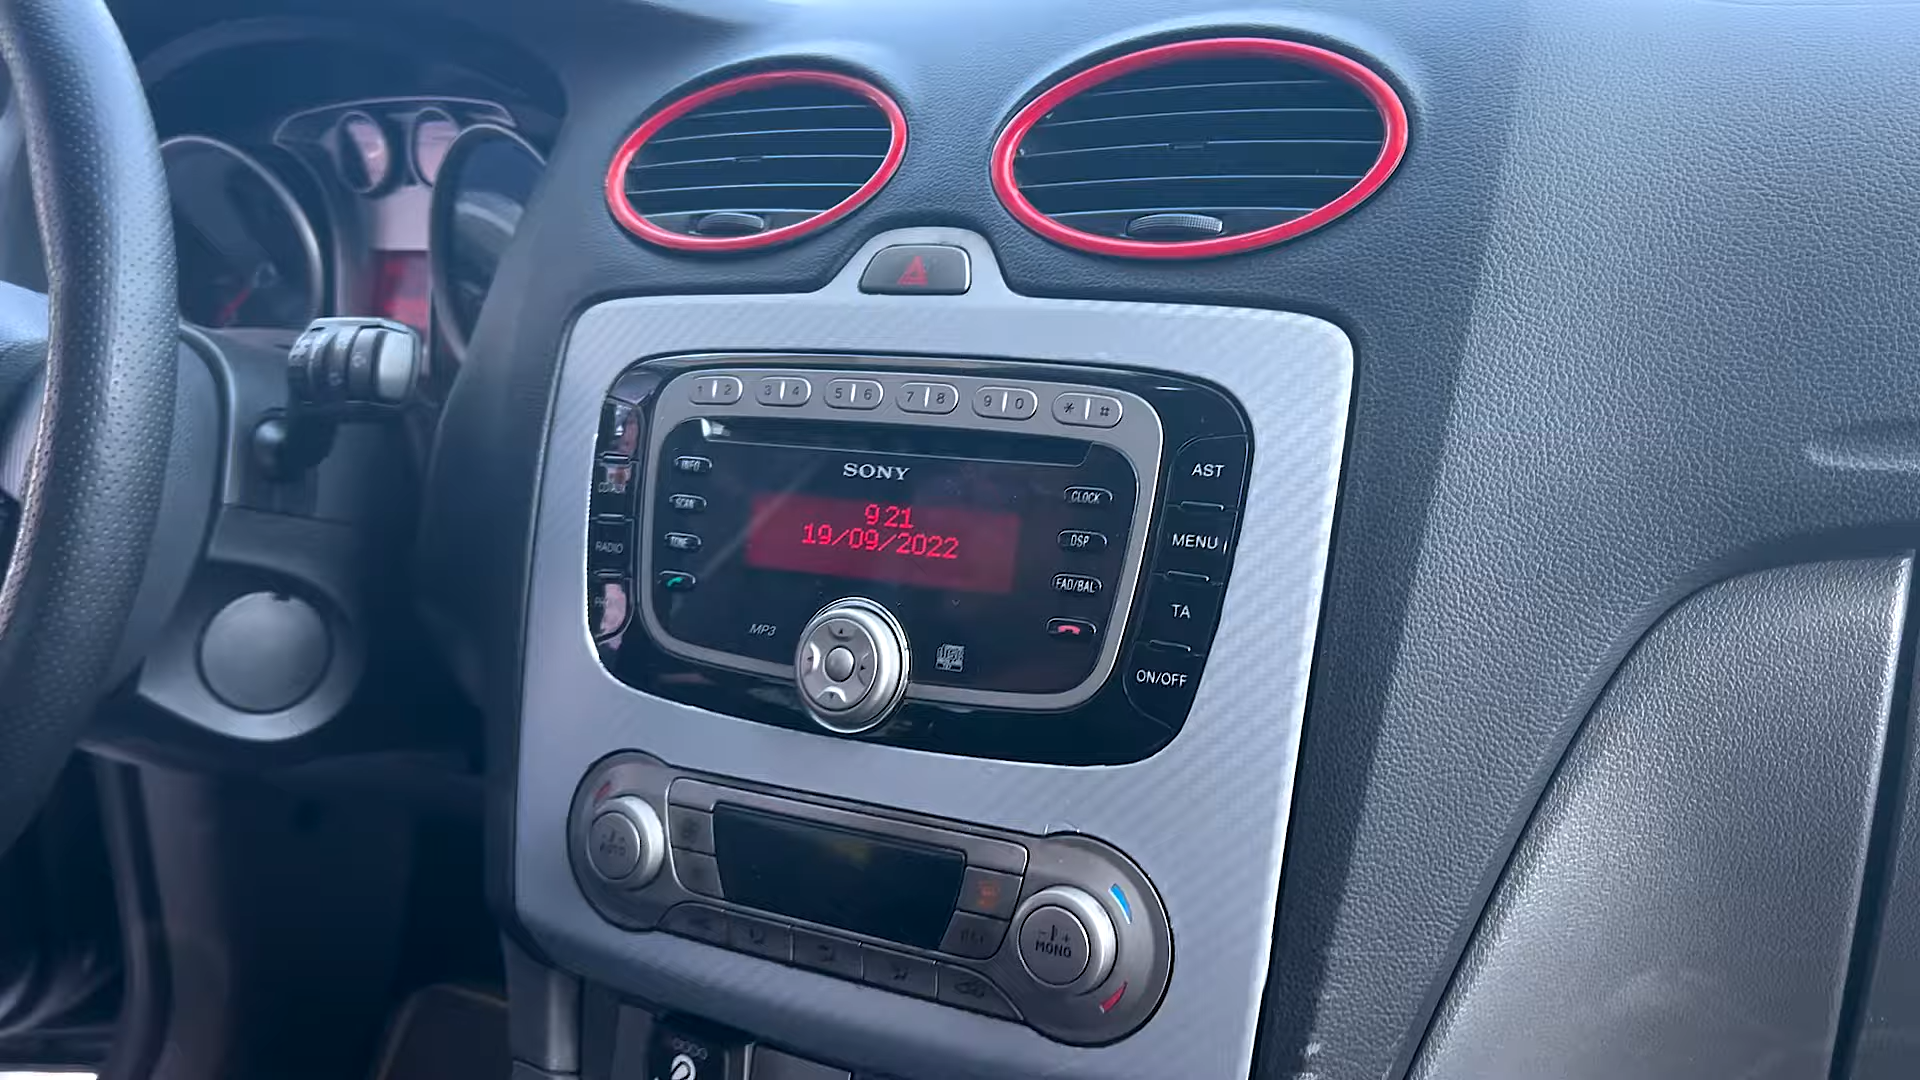 1 2 3 4 5 6 7 8 9 0 * #
SONY
INFO
SCAN
TONE
9 21
19/09/2022
CLOCK
DSP
FAD/BAL
MP3
RADIO
AST
MENU
TA
ON/OFF
AUTO
- +
MONO